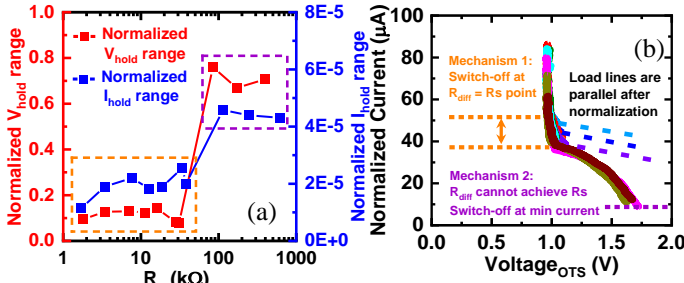 (a)
Normalized V_hold range
Normalized I_hold range
Normalized V_hold range
1.0
0.8
0.6
0.4
0.2
0.0
Normalized I_hold range
8E-5
6E-5
4E-5
2E-5
0E+0
1
10
100
1000
(kΩ)
(b)
Mechanism 1:
Switch-off at
R_diff = Rs point
Load lines are
parallel after
normalization
Mechanism 2:
R_diff cannot achieve Rs
Switch-off at min current
Normalized Current (µA)
100
80
60
40
20
0
0.0
0.5
1.0
1.5
2.0
Voltage_OTS (V)